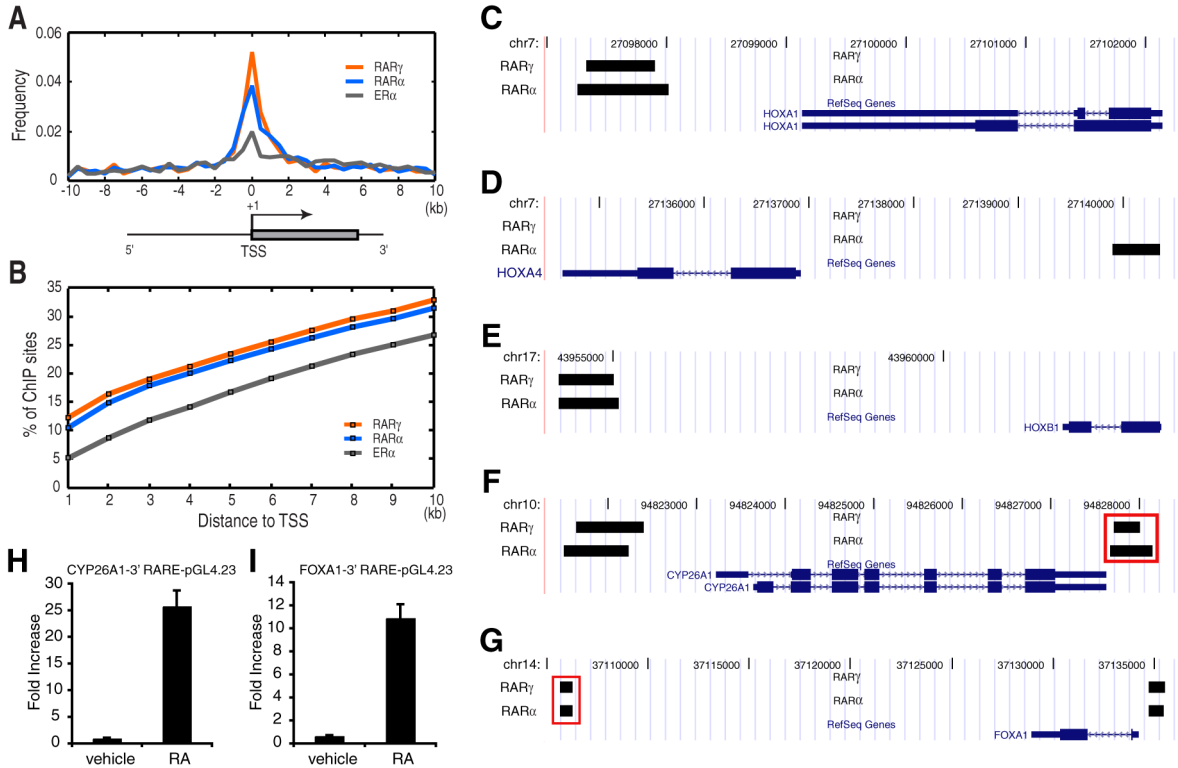 A
0.06
0.04
0.02
0
Frequency
RARγ
RARα
ERα
-10 -8 -6 -4 -2 0 2 4 6 8 10
(kb)
+1
5'
TSS
3'
B
35
30
25
20
15
10
5
0
% of ChIP sites
RARγ
RARα
ERα
1 2 3 4 5 6 7 8 9 10
Distance to TSS
(kb)
H
CYP26A1-3' RARE-pGL4.23
30
25
20
15
10
5
0
Fold Increase
vehicle RA
I
FOXA1-3' RARE-pGL4.23
14
12
10
8
6
4
2
0
Fold Increase
vehicle RA
C
chr7: 27098000 27099000 27100000 27101000 27102000
RARγ
RARγ
RARα
RARα
RefSeq Genes
HOXA1
HOXA1
D
chr7: 27136000 27137000 27138000 27139000 27140000
RARγ
RARγ
RARα
RARα
RefSeq Genes
HOXA4
E
chr17: 43955000 43960000
RARγ
RARγ
RARα
RARα
RefSeq Genes
HOXB1
F
chr10: 94823000 94824000 94825000 94826000 94827000 94828000
RARγ
RARγ
RARα
RARα
RefSeq Genes
CYP26A1
CYP26A1
G
chr14: 37110000 37115000 37120000 37125000 37130000 37135000
RARγ
RARγ
RARα
RARα
RefSeq Genes
FOXA1